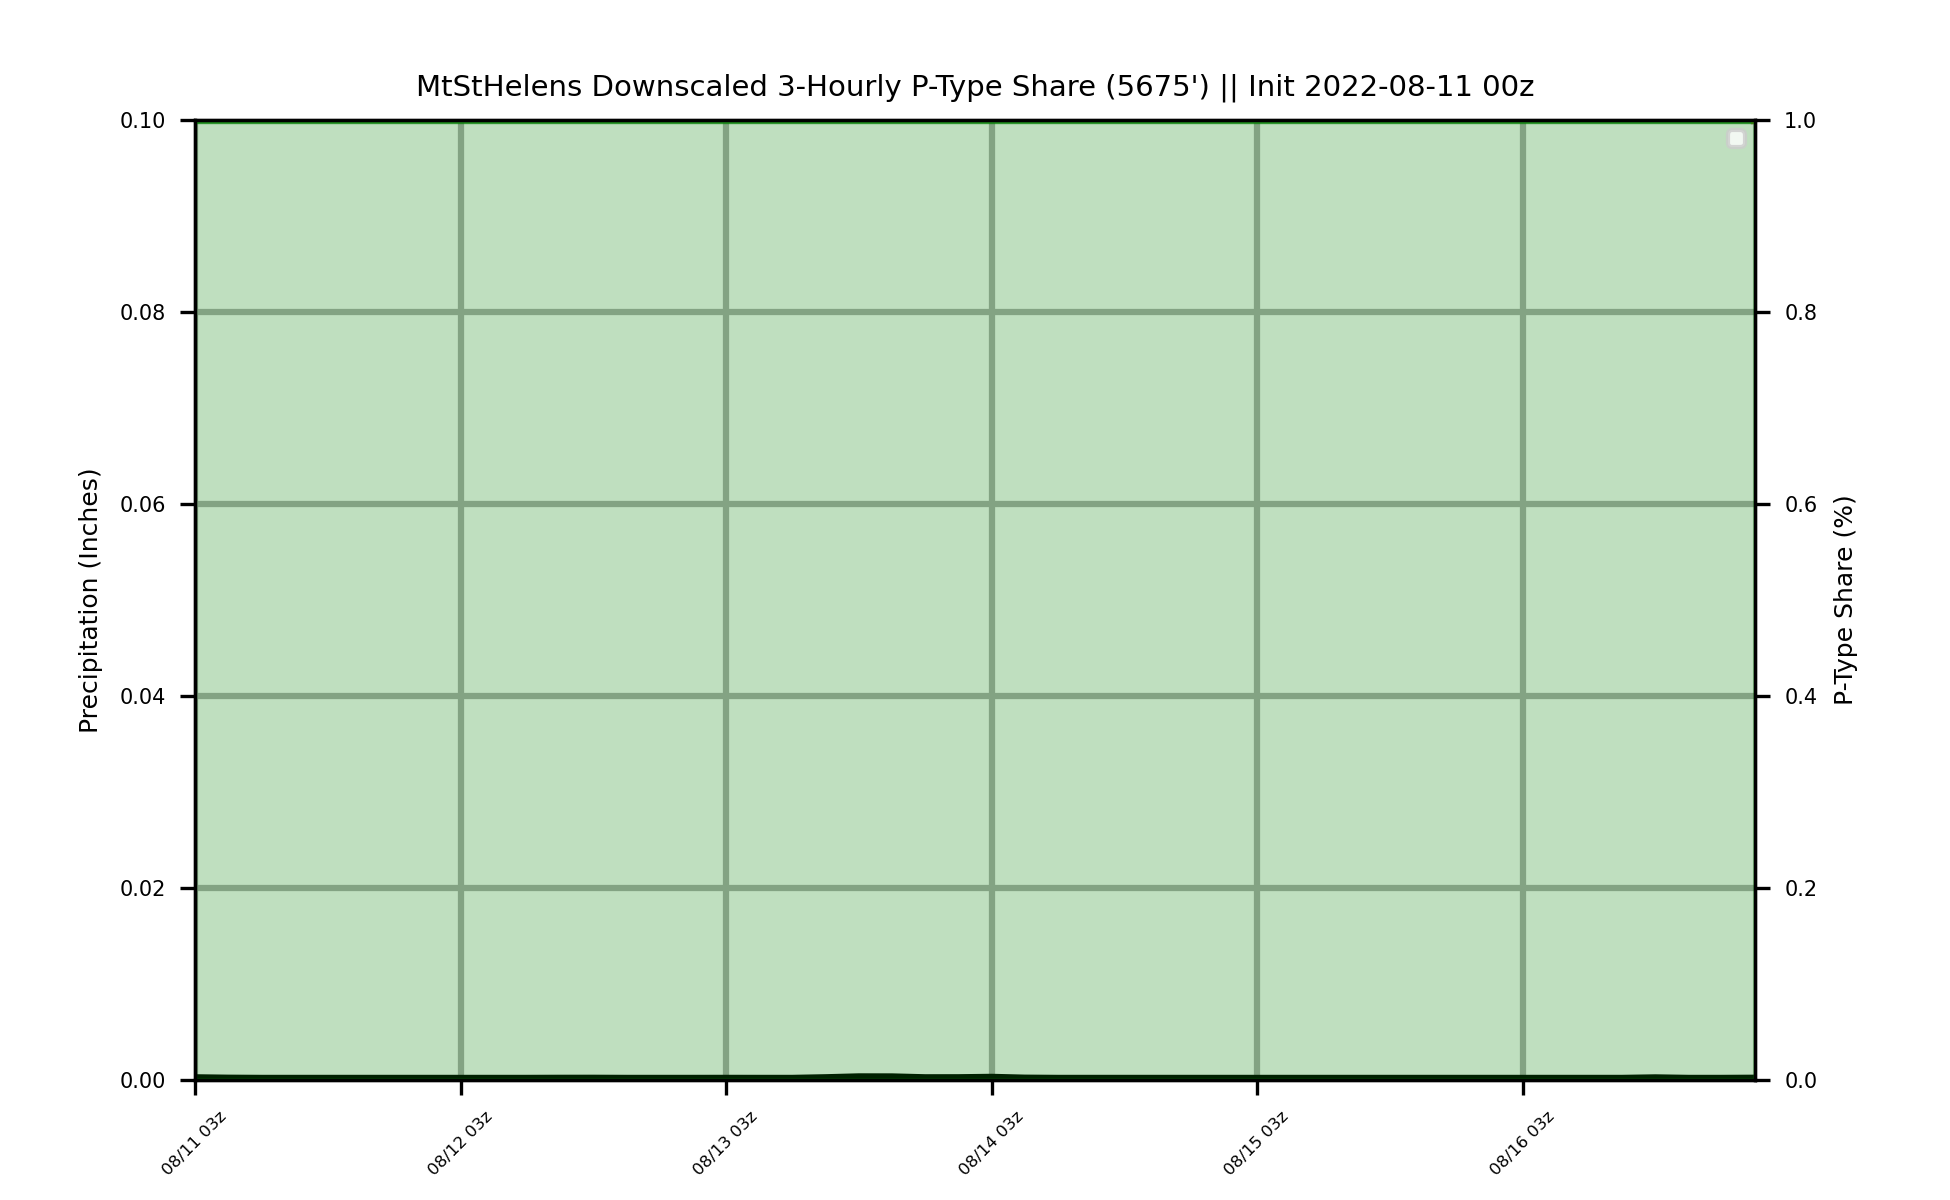 MtStHelens Downscaled 3-Hourly P-Type Share (5675') || Init 2022-08-11 00z
0.10
0.08
0.06
0.04
0.02
0.00
Precipitation (Inches)
1.0
0.8
0.6
0.4
0.2
0.0
P-Type Share (%)
08/11 03z
08/12 03z
08/13 03z
08/14 03z
08/15 03z
08/16 03z